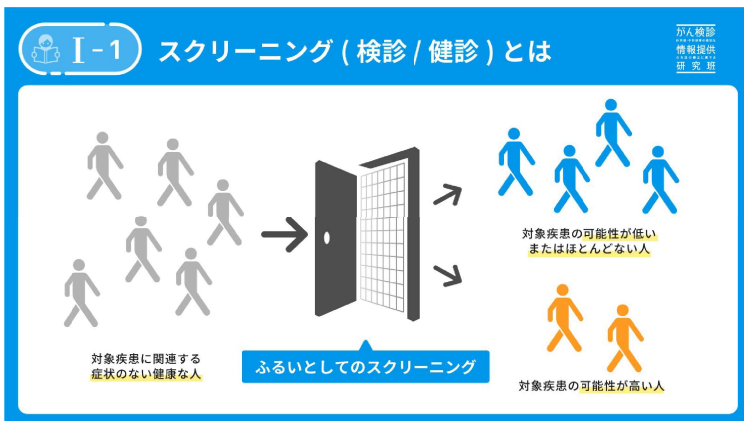 I-1
スクリーニング ( 検診 / 健診 ) とは
がん検診
情報提供
研究班
対象疾患に関連する
症状のない健康な人
ふるいとしてのスクリーニング
対象疾患の可能性が低い
またはほとんどない人
対象疾患の可能性が高い人